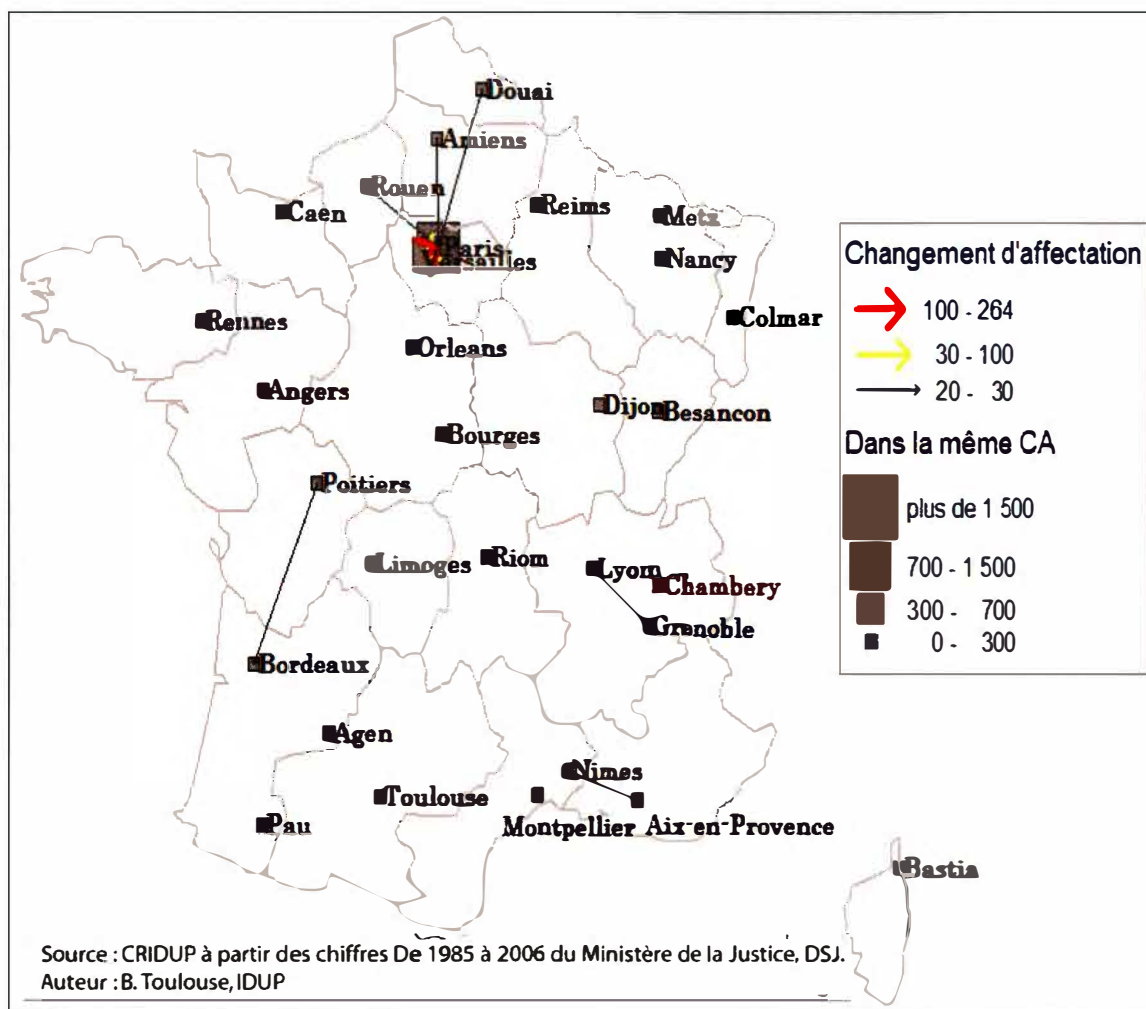 Douai
Amiens
Rouen
Caen
Reims
Metz
Paris
Versailles
Nancy
Rennes
Colmar
Orleans
Angers
Dijon
Besancon
Bourges
Poitiers
Limoges
Riom
Lyon
Chambery
Grenoble
Bordeaux
Agen
Nimes
Toulouse
Pau
Montpellier
Aix-en-Provence
Bastia
Changement d'affectation
100 - 264
30 - 100
20 - 30
Dans la même CA
plus de 1 500
700 - 1 500
300 - 700
0 - 300
Source : CRIDUP à partir des chiffres De 1985 à 2006 du Ministère de la Justice, DSJ.
Auteur : B. Toulouse, IDUP